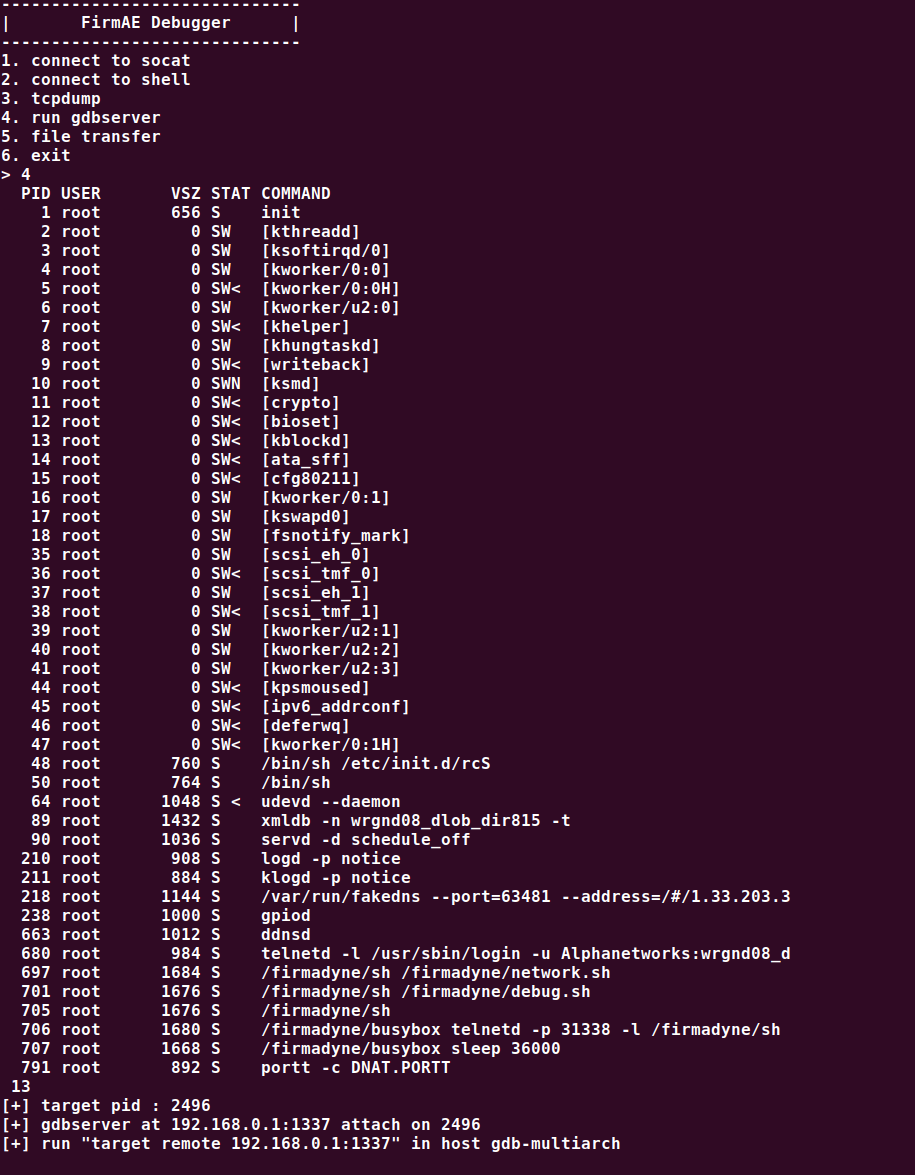 ------------------------------
|       FirmAE Debugger      |
------------------------------
1. connect to socat
2. connect to shell
3. tcpdump
4. run gdbserver
5. file transfer
6. exit
> 4
  PID USER       VSZ STAT COMMAND
    1 root       656 S    init
    2 root         0 SW   [kthreadd]
    3 root         0 SW   [ksoftirqd/0]
    4 root         0 SW   [kworker/0:0]
    5 root         0 SW<  [kworker/0:0H]
    6 root         0 SW   [kworker/u2:0]
    7 root         0 SW<  [khelper]
    8 root         0 SW   [khungtaskd]
    9 root         0 SW<  [writeback]
   10 root         0 SWN  [ksmd]
   11 root         0 SW<  [crypto]
   12 root         0 SW<  [bioset]
   13 root         0 SW<  [kblockd]
   14 root         0 SW<  [ata_sff]
   15 root         0 SW<  [cfg80211]
   16 root         0 SW   [kworker/0:1]
   17 root         0 SW   [kswapd0]
   18 root         0 SW   [fsnotify_mark]
   35 root         0 SW   [scsi_eh_0]
   36 root         0 SW<  [scsi_tmf_0]
   37 root         0 SW   [scsi_eh_1]
   38 root         0 SW<  [scsi_tmf_1]
   39 root         0 SW   [kworker/u2:1]
   40 root         0 SW   [kworker/u2:2]
   41 root         0 SW   [kworker/u2:3]
   44 root         0 SW<  [kpsmoused]
   45 root         0 SW<  [ipv6_addrconf]
   46 root         0 SW<  [deferwq]
   47 root         0 SW<  [kworker/0:1H]
   48 root       760 S    /bin/sh /etc/init.d/rcS
   50 root       764 S    /bin/sh
   64 root      1048 S <  udevd --daemon
   89 root      1432 S    xmldb -n wrgnd08_dlob_dir815 -t
   90 root      1036 S    servd -d schedule_off
  210 root       908 S    logd -p notice
  211 root       884 S    klogd -p notice
  218 root      1144 S    /var/run/fakedns --port=63481 --address=/#/1.33.203.3
  238 root      1000 S    gpiod
  663 root      1012 S    ddnsd
  680 root       984 S    telnetd -l /usr/sbin/login -u Alphanetworks:wrgnd08_d
  697 root      1684 S    /firmadyne/sh /firmadyne/network.sh
  701 root      1676 S    /firmadyne/sh /firmadyne/debug.sh
  705 root      1676 S    /firmadyne/sh
  706 root      1680 S    /firmadyne/busybox telnetd -p 31338 -l /firmadyne/sh
  707 root      1668 S    /firmadyne/busybox sleep 36000
  791 root       892 S    portt -c DNAT.PORTT
 13
[+] target pid : 2496
[+] gdbserver at 192.168.0.1:1337 attach on 2496
[+] run "target remote 192.168.0.1:1337" in host gdb-multiarch